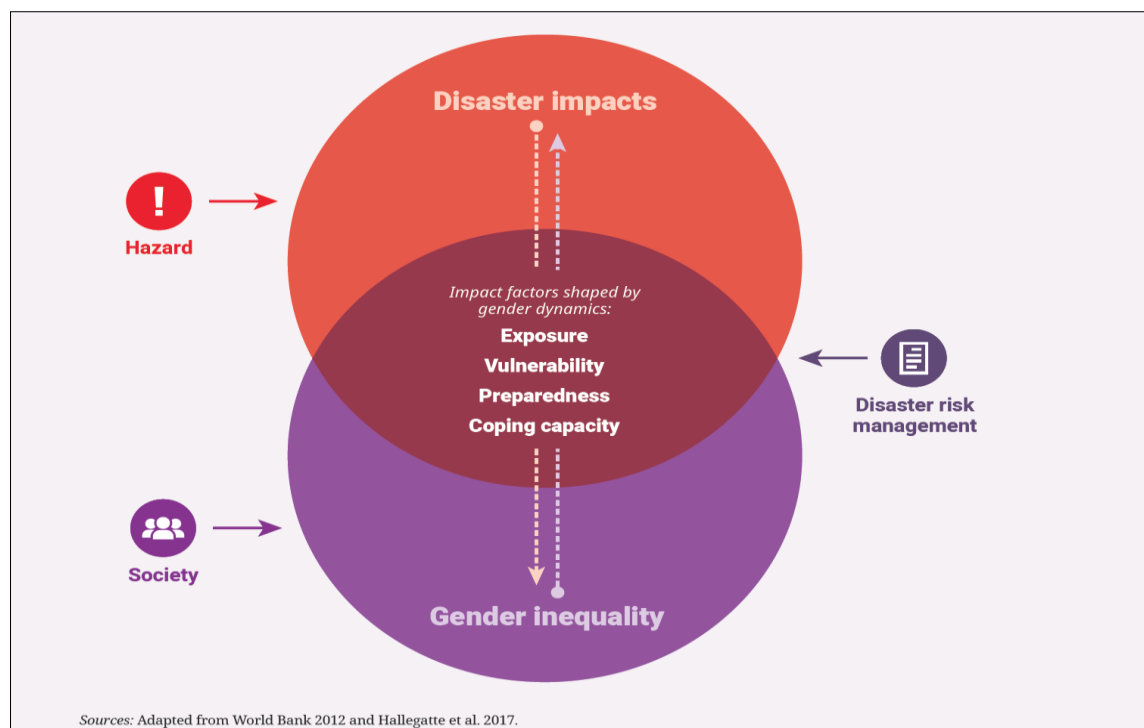 Disaster impacts
!
Hazard
Impact factors shaped by
gender dynamics:
Exposure
Vulnerability
Preparedness
Coping capacity
Disaster risk
management
Society
Gender inequality
Sources: Adapted from World Bank 2012 and Hallegatte et al. 2017.